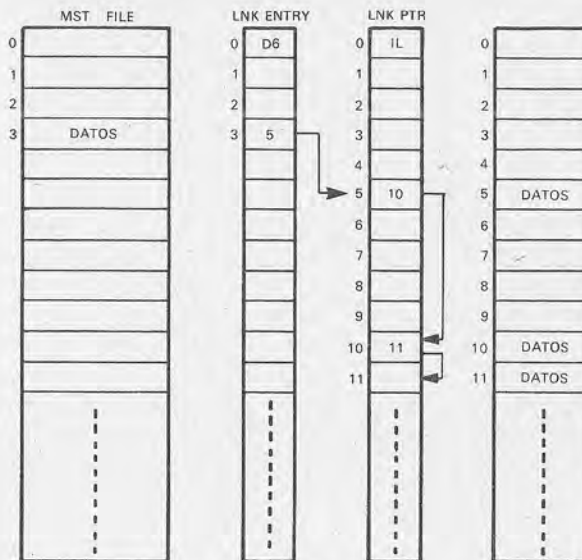 MST FILE LNK ENTRY LNK PTR
0 0 D6 0 IL 0
1 1 1 1
2 2 2 2
3 DATOS 3 5 3 3
4 4
5 10 5 DATOS
6 6
7 7
8 8
9 9
10 11 10 DATOS
11 11 DATOS